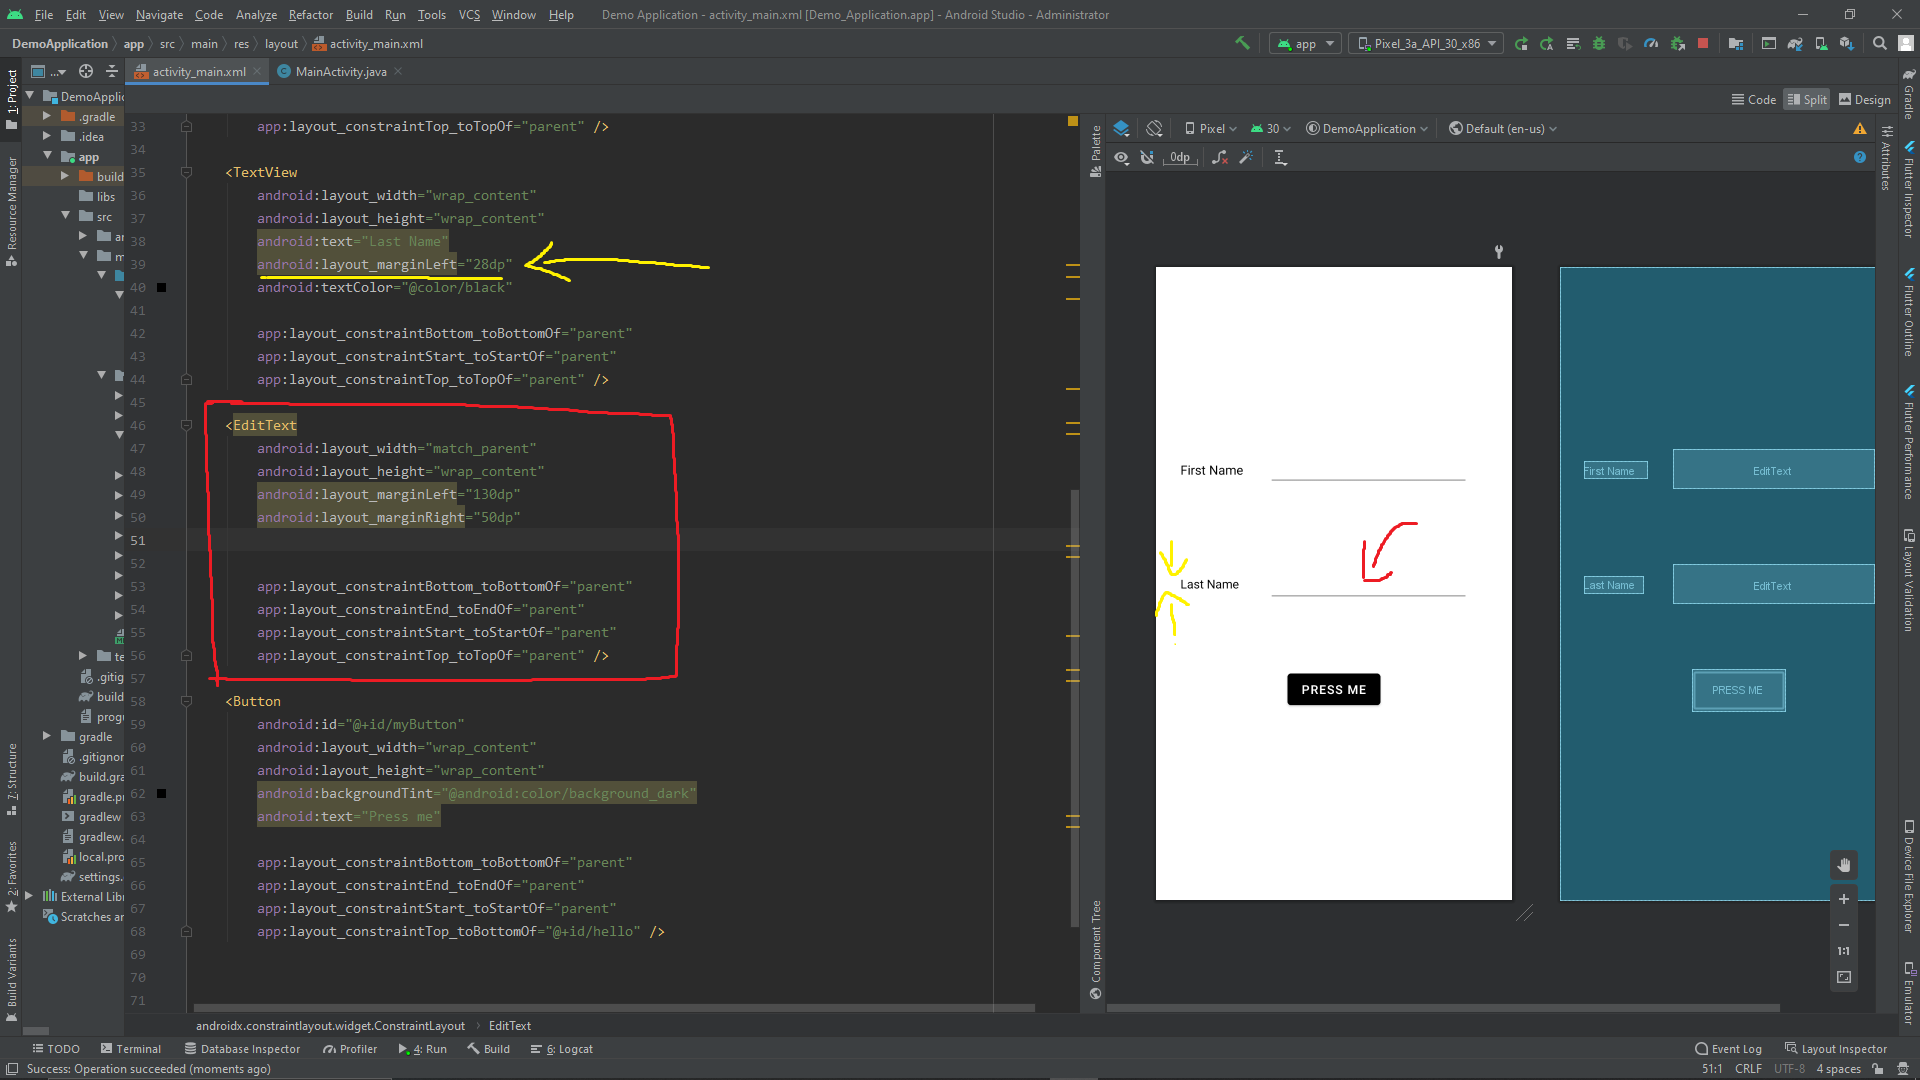 File Edit View Navigate Code Analyze Refactor Build Run Tools VCS Window Help Demo Application - activity_main.xml [Demo_Application.app] - Android Studio - Administrator
DemoApplication app src main res layout activity_main.xml app Pixel_3a_API_30_x86
... activity_main.xml MainActivity.java
Code Split Design
Pixel 30 DemoApplication Default (en-us)
0dp
1: Project
Resource Manager
7: Structure
2: Favorites
Build Variants
DemoApplic
.gradle
.idea
app
build
libs
src
ar
m
te
.gitig
build
progu
gradle
.gitignor
build.gra
gradle.pr
gradlew
gradlew.
local.pro
settings.
External Libr
Scratches ar
33 app:layout_constraintTop_toTopOf="parent" />
34
35 <TextView
36 android:layout_width="wrap_content"
37 android:layout_height="wrap_content"
38 android:text="Last Name"
39 android:layout_marginLeft="28dp"
40 android:textColor="@color/black"
41
42 app:layout_constraintBottom_toBottomOf="parent"
43 app:layout_constraintStart_toStartOf="parent"
44 app:layout_constraintTop_toTopOf="parent" />
45
46 <EditText
47 android:layout_width="match_parent"
48 android:layout_height="wrap_content"
49 android:layout_marginLeft="130dp"
50 android:layout_marginRight="50dp"
51
52
53 app:layout_constraintBottom_toBottomOf="parent"
54 app:layout_constraintEnd_toEndOf="parent"
55 app:layout_constraintStart_toStartOf="parent"
56 app:layout_constraintTop_toTopOf="parent" />
57
58 <Button
59 android:id="@+id/myButton"
60 android:layout_width="wrap_content"
61 android:layout_height="wrap_content"
62 android:backgroundTint="@android:color/background_dark"
63 android:text="Press me"
64
65 app:layout_constraintBottom_toBottomOf="parent"
66 app:layout_constraintEnd_toEndOf="parent"
67 app:layout_constraintStart_toStartOf="parent"
68 app:layout_constraintTop_toBottomOf="@+id/hello" />
69
70
71
Palette
Component Tree
First Name
Last Name
PRESS ME
First Name EditText
Last Name EditText
PRESS ME
1:1
Attributes
Gradle
Flutter Inspector
Flutter Outline
Flutter Performance
Layout Validation
Device File Explorer
Emulator
androidx.constraintlayout.widget.ConstraintLayout EditText
TODO Terminal Database Inspector Profiler 4: Run Build 6: Logcat Event Log Layout Inspector
Success: Operation succeeded (moments ago) 51:1 CRLF UTF-8 4 spaces